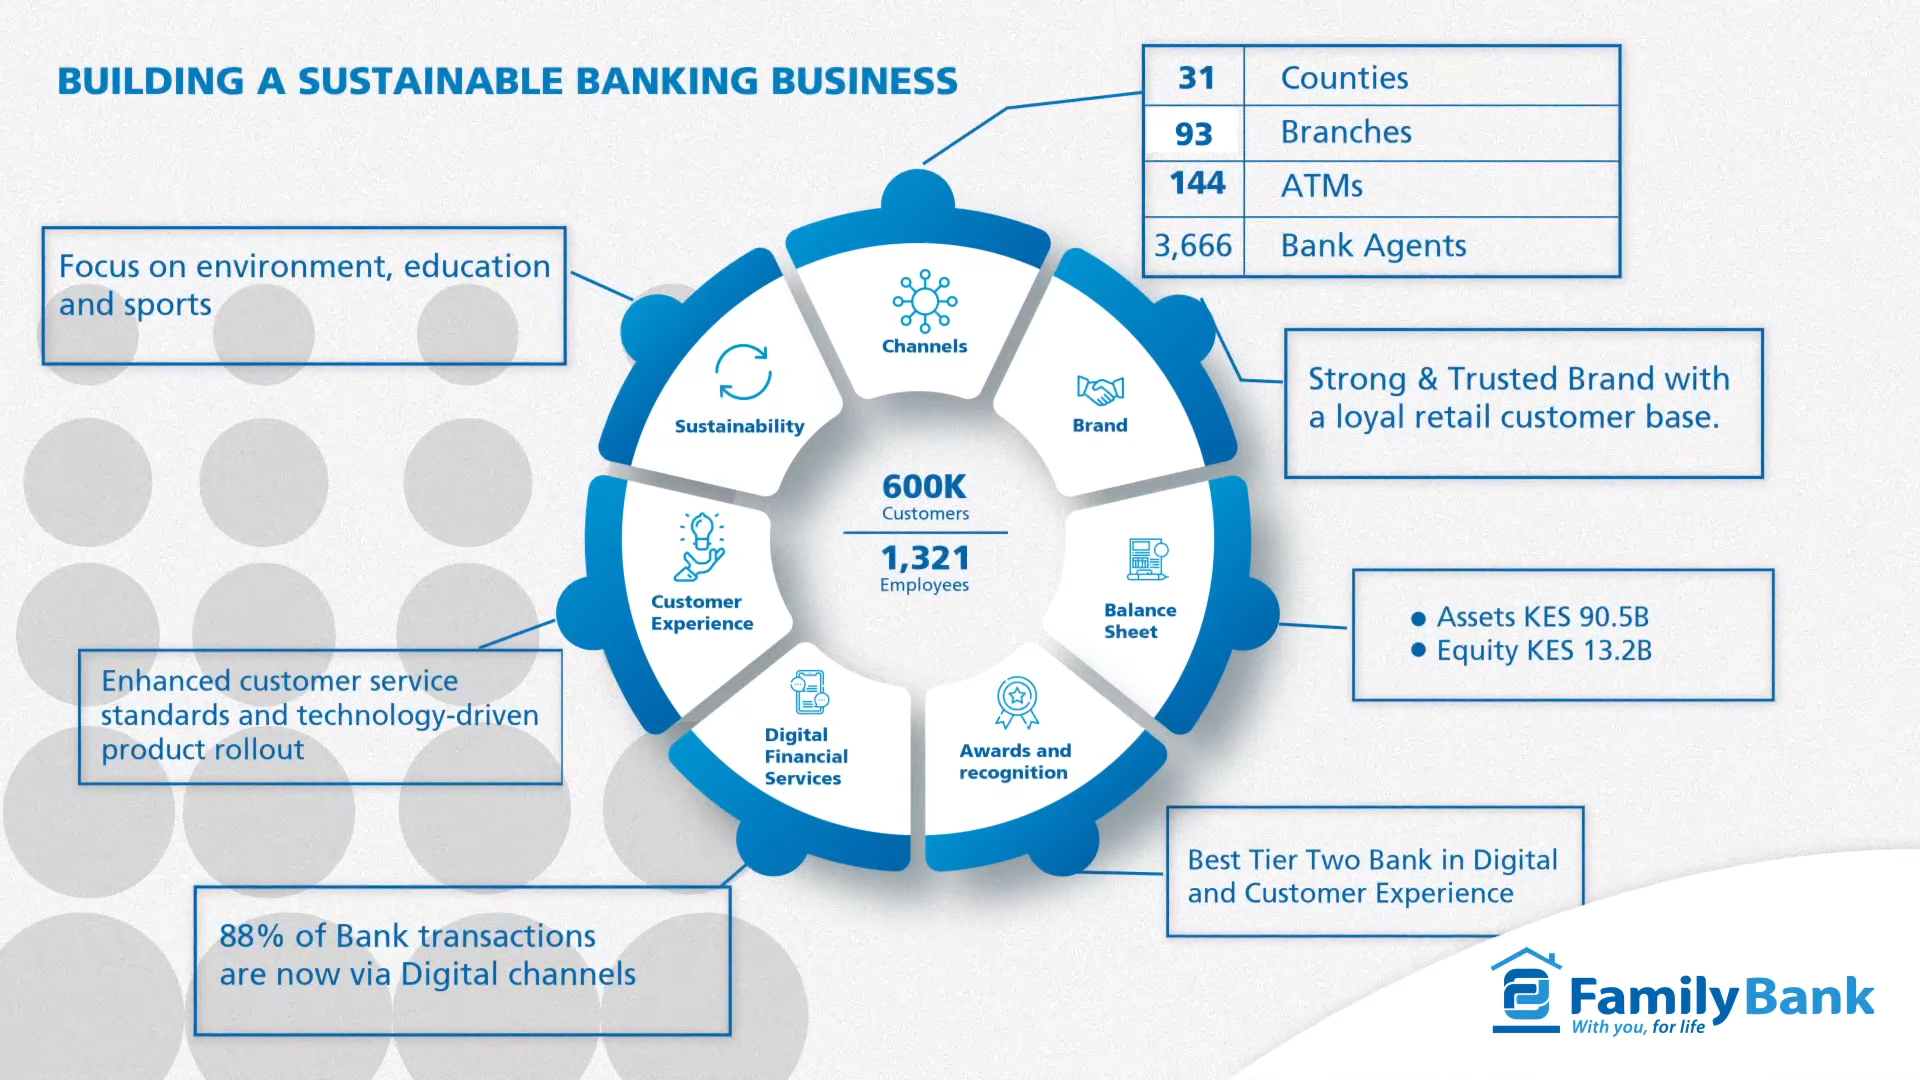 BUILDING A SUSTAINABLE BANKING BUSINESS
31 Counties
93 Branches
144 ATMs
3,666 Bank Agents
Focus on environment, education
and sports
Channels
Sustainability
Brand
Strong & Trusted Brand with
a loyal retail customer base.
600K
Customers
1,321
Employees
Customer
Experience
Balance
Sheet
Assets KES 90.5B
Equity KES 13.2B
Enhanced customer service
standards and technology-driven
product rollout
Digital
Financial
Services
Awards and
recognition
Best Tier Two Bank in Digital
and Customer Experience
88% of Bank transactions
are now via Digital channels
Family Bank
With you, for life